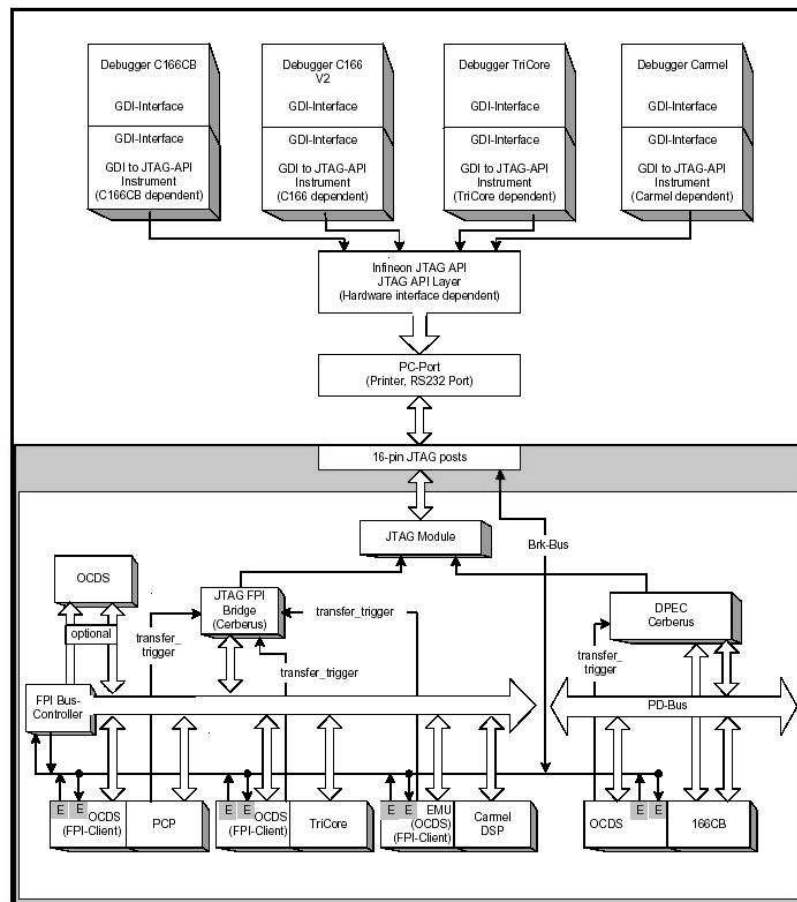 Debugger C166CB
GDI-Interface
GDI-Interface
GDI to JTAG-API
Instrument
(C166CB dependent)
Debugger C166
V2
GDI-Interface
GDI-Interface
GDI to JTAG-API
Instrument
(C166 dependent)
Debugger TriCore
GDI-Interface
GDI-Interface
GDI to JTAG-API
Instrument
(TriCore dependent)
Debugger Carmel
GDI-Interface
GDI-Interface
GDI to JTAG-API
Instrument
(Carmel dependent)
Infineon JTAG API
JTAG API Layer
(Hardware interface dependent)
PC-Port
(Printer, RS232 Port)
16-pin JTAG posts
JTAG Module
Brk-Bus
OCDS
optional
JTAG FPI
Bridge
(Cerberus)
transfer_
trigger
transfer_trigger
transfer_trigger
DPEC
Cerberus
transfer_
trigger
FPI Bus-
Controller
PD-Bus
E
E
OCDS
(FPI-Client)
PCP
E
E
OCDS
(FPI-Client)
TriCore
E
E
EMU
(OCDS)
(FPI-Client)
Carmel
DSP
OCDS
E
E
166CB